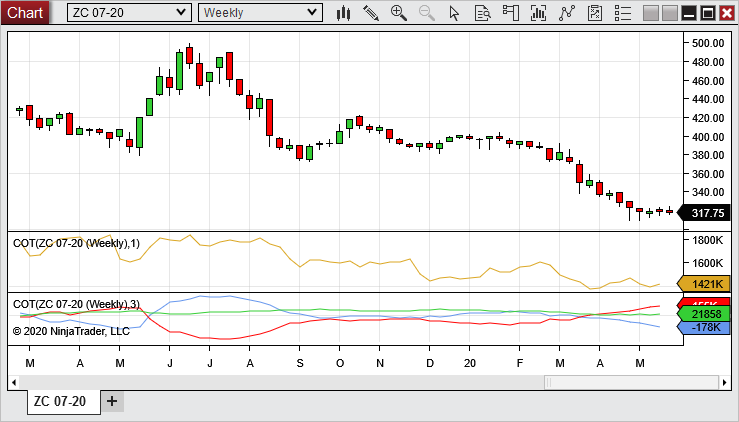 Chart ZC 07-20 Weekly
500.00
480.00
460.00
440.00
420.00
400.00
380.00
360.00
340.00
317.75
COT(ZC 07-20 (Weekly),1)
1800K
1600K
1421K
COT(ZC 07-20 (Weekly),3)
455K
21858
-178K
© 2020 NinjaTrader, LLC
M A M J J A S O N D 20 F M A M
ZC 07-20 +